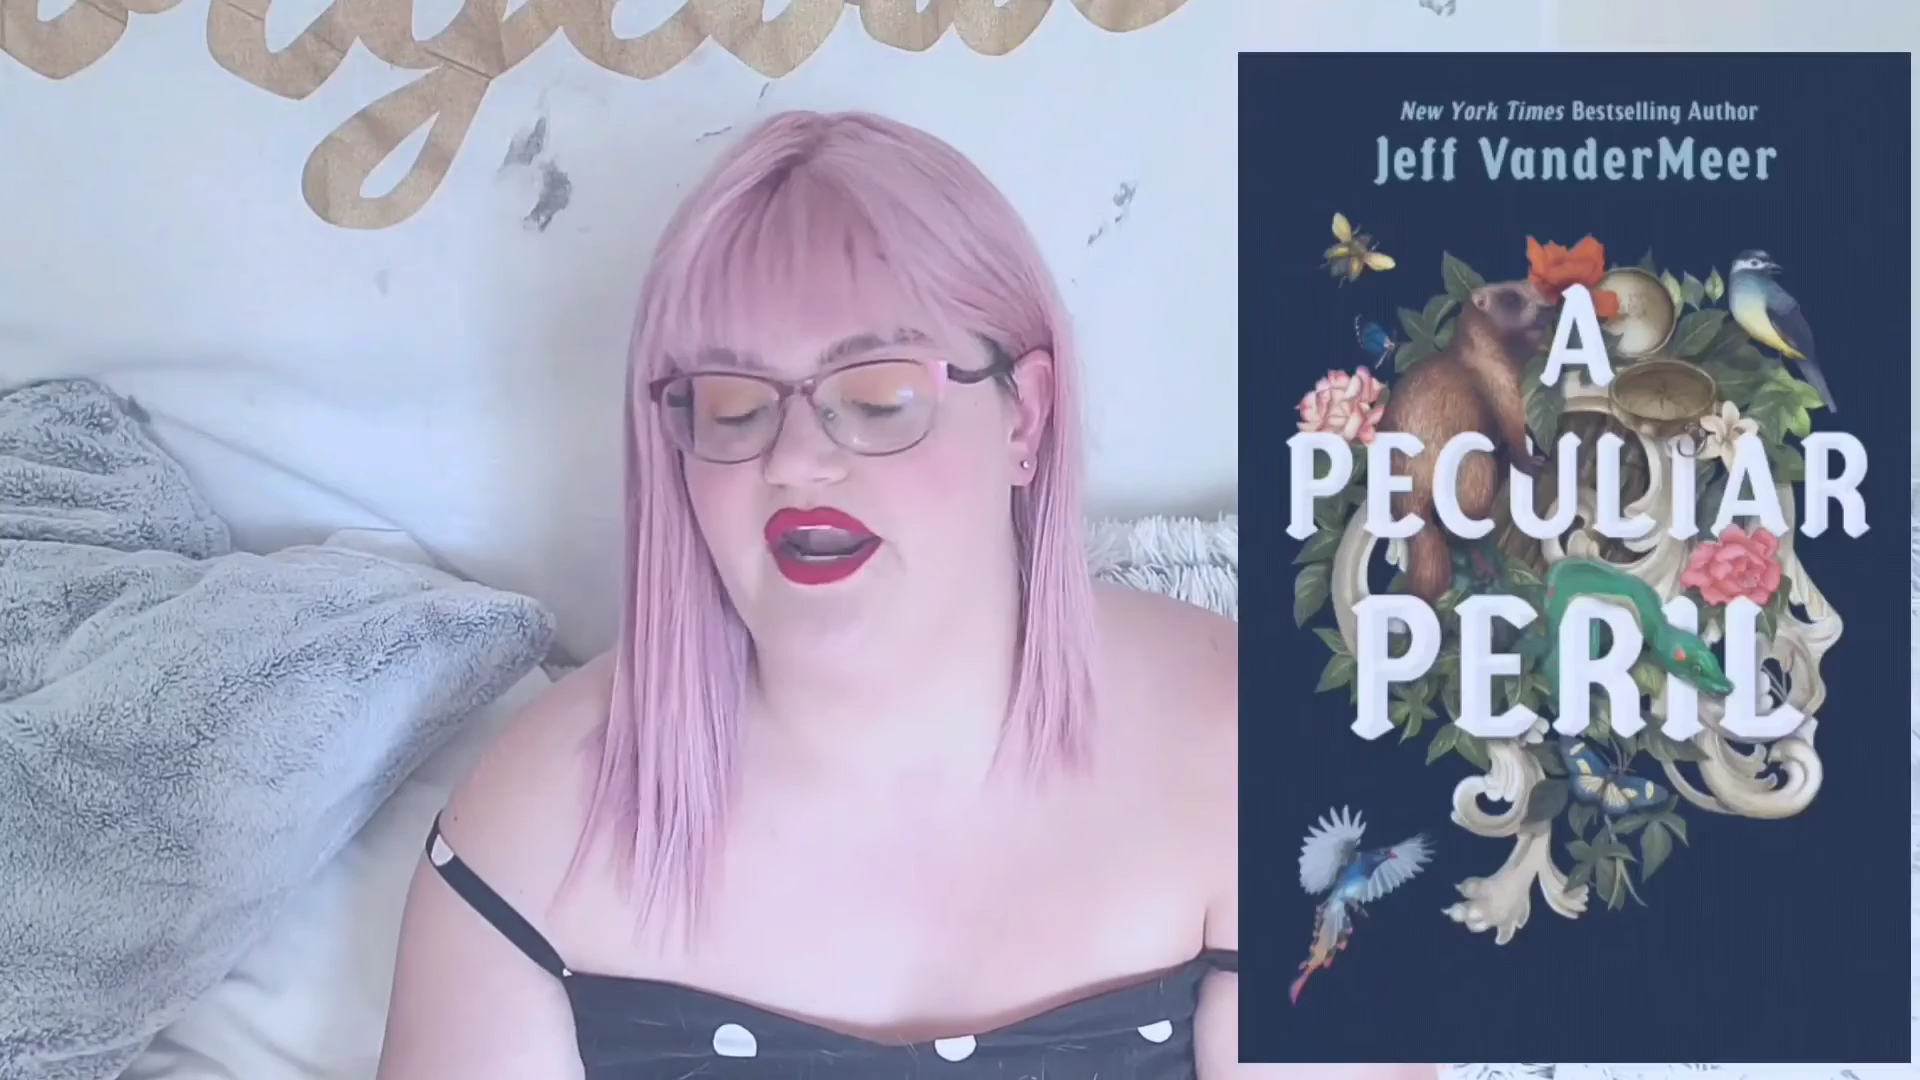 New York Times Bestselling Author
Jeff VanderMeer
A
PECULIAR
PERIL